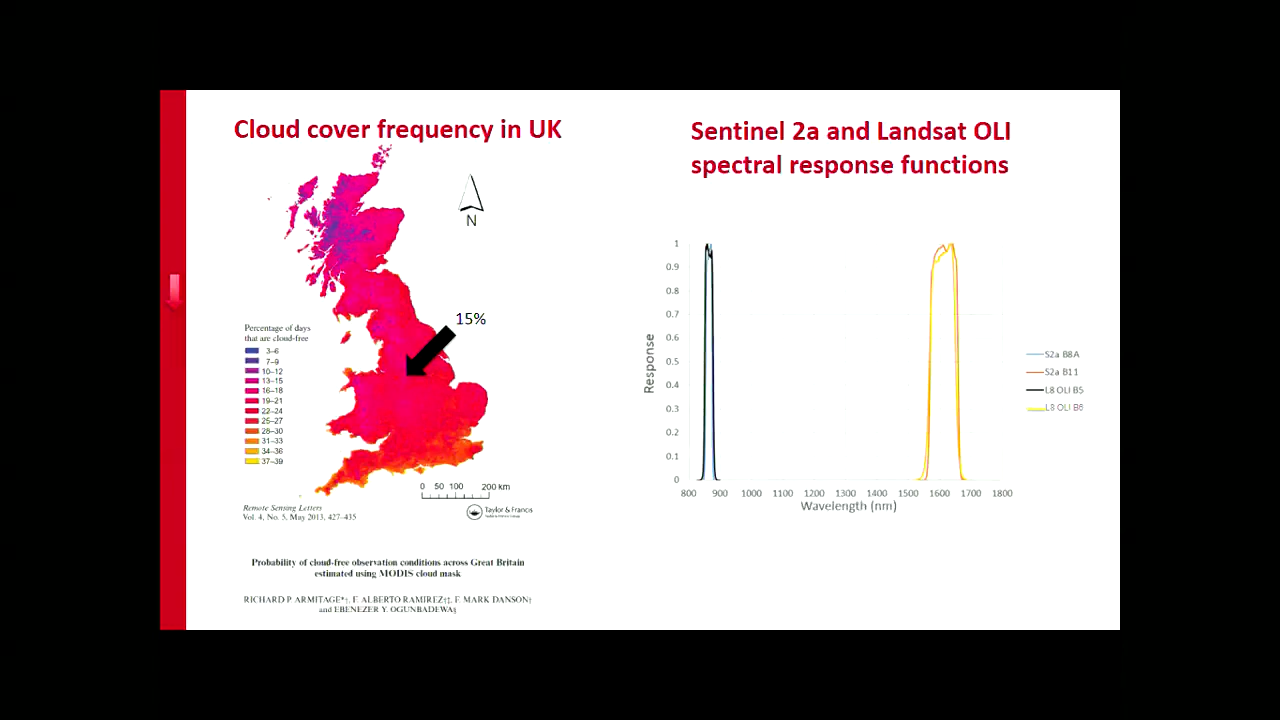 Cloud cover frequency in UK
N
15%
Percentage of days
that are cloud-free
3–6
7–9
10–12
13–15
16–18
19–21
22–24
25–27
28–30
31–33
34–36
37–39
0 50 100 200 km
Remote Sensing Letters
Vol. 4, No. 5, May 2013, 427–435
Taylor & Francis
Probability of cloud-free observation conditions across Great Britain
estimated using MODIS cloud mask
RICHARD P. ARMITAGE*†, F. ALBERTO RAMIREZ†‡, F. MARK DANSON†
and EBENEZER Y. OGUNBADEWA§
Sentinel 2a and Landsat OLI
spectral response functions
Response
1
0.9
0.8
0.7
0.6
0.5
0.4
0.3
0.2
0.1
0
800 900 1000 1100 1200 1300 1400 1500 1600 1700 1800
Wavelength (nm)
S2a B8A
S2a B11
L8 OLI B5
L8 OLI B6